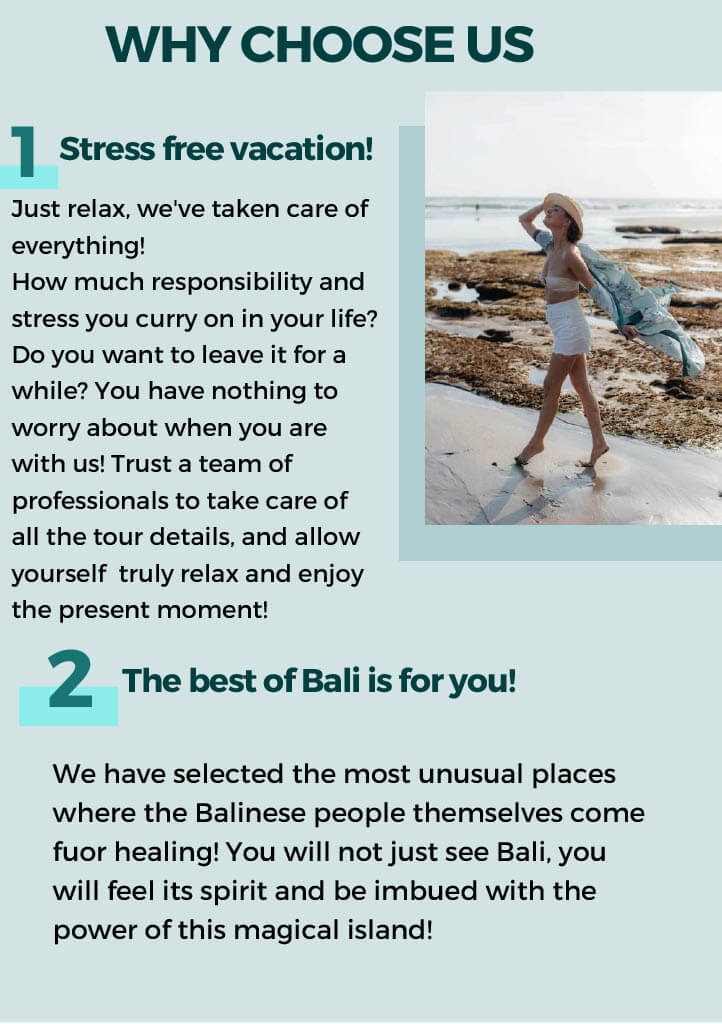 WHY CHOOSE US
1 Stress free vacation!
Just relax, we've taken care of
everything!
How much responsibility and
stress you curry on in your life?
Do you want to leave it for a
while? You have nothing to
worry about when you are
with us! Trust a team of
professionals to take care of
all the tour details, and allow
yourself  truly relax and enjoy
the present moment!
2 The best of Bali is for you!
We have selected the most unusual places
where the Balinese people themselves come
fuor healing! You will not just see Bali, you
will feel its spirit and be imbued with the
power of this magical island!